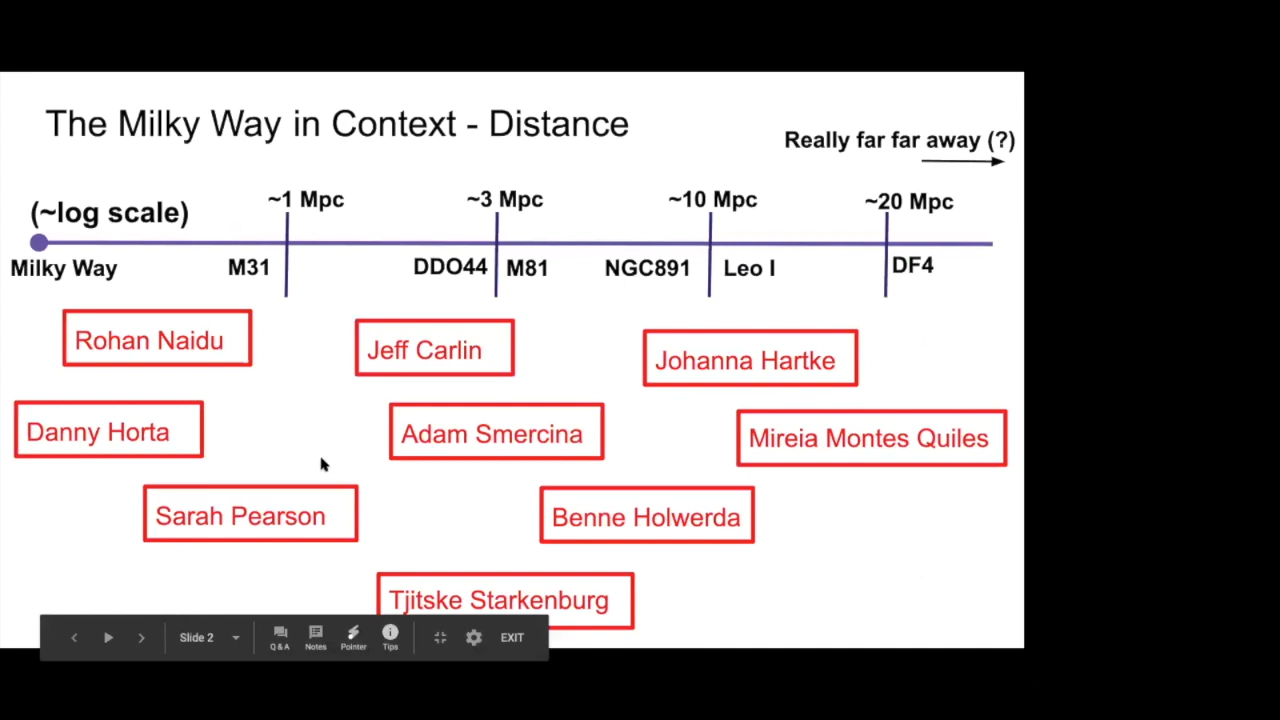 The Milky Way in Context - Distance
Really far far away (?)
(~log scale)
~1 Mpc
~3 Mpc
~10 Mpc
~20 Mpc
Milky Way
M31
DDO44
M81
NGC891
Leo I
DF4
Rohan Naidu
Jeff Carlin
Johanna Hartke
Danny Horta
Adam Smercina
Mireia Montes Quiles
Sarah Pearson
Benne Holwerda
Tjitske Starkenburg
Slide 2
Q & A
Notes
Pointer
Tips
EXIT